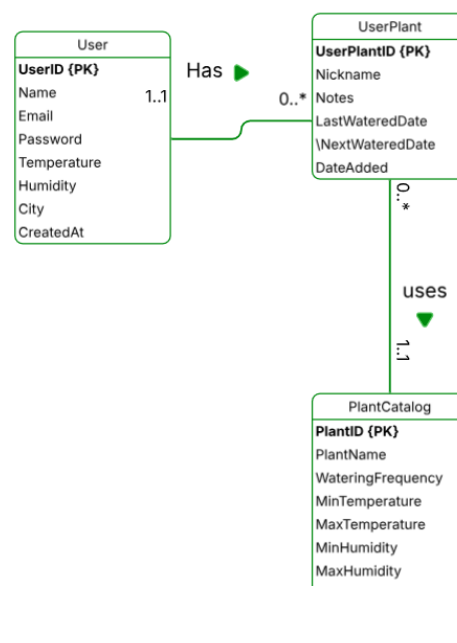 User
UserID {PK}
Name
Email
Password
Temperature
Humidity
City
CreatedAt
Has
1..1
0..*
UserPlant
UserPlantID {PK}
Nickname
Notes
LastWateredDate
\NextWateredDate
DateAdded
0..*
uses
1..1
PlantCatalog
PlantID {PK}
PlantName
WateringFrequency
MinTemperature
MaxTemperature
MinHumidity
MaxHumidity